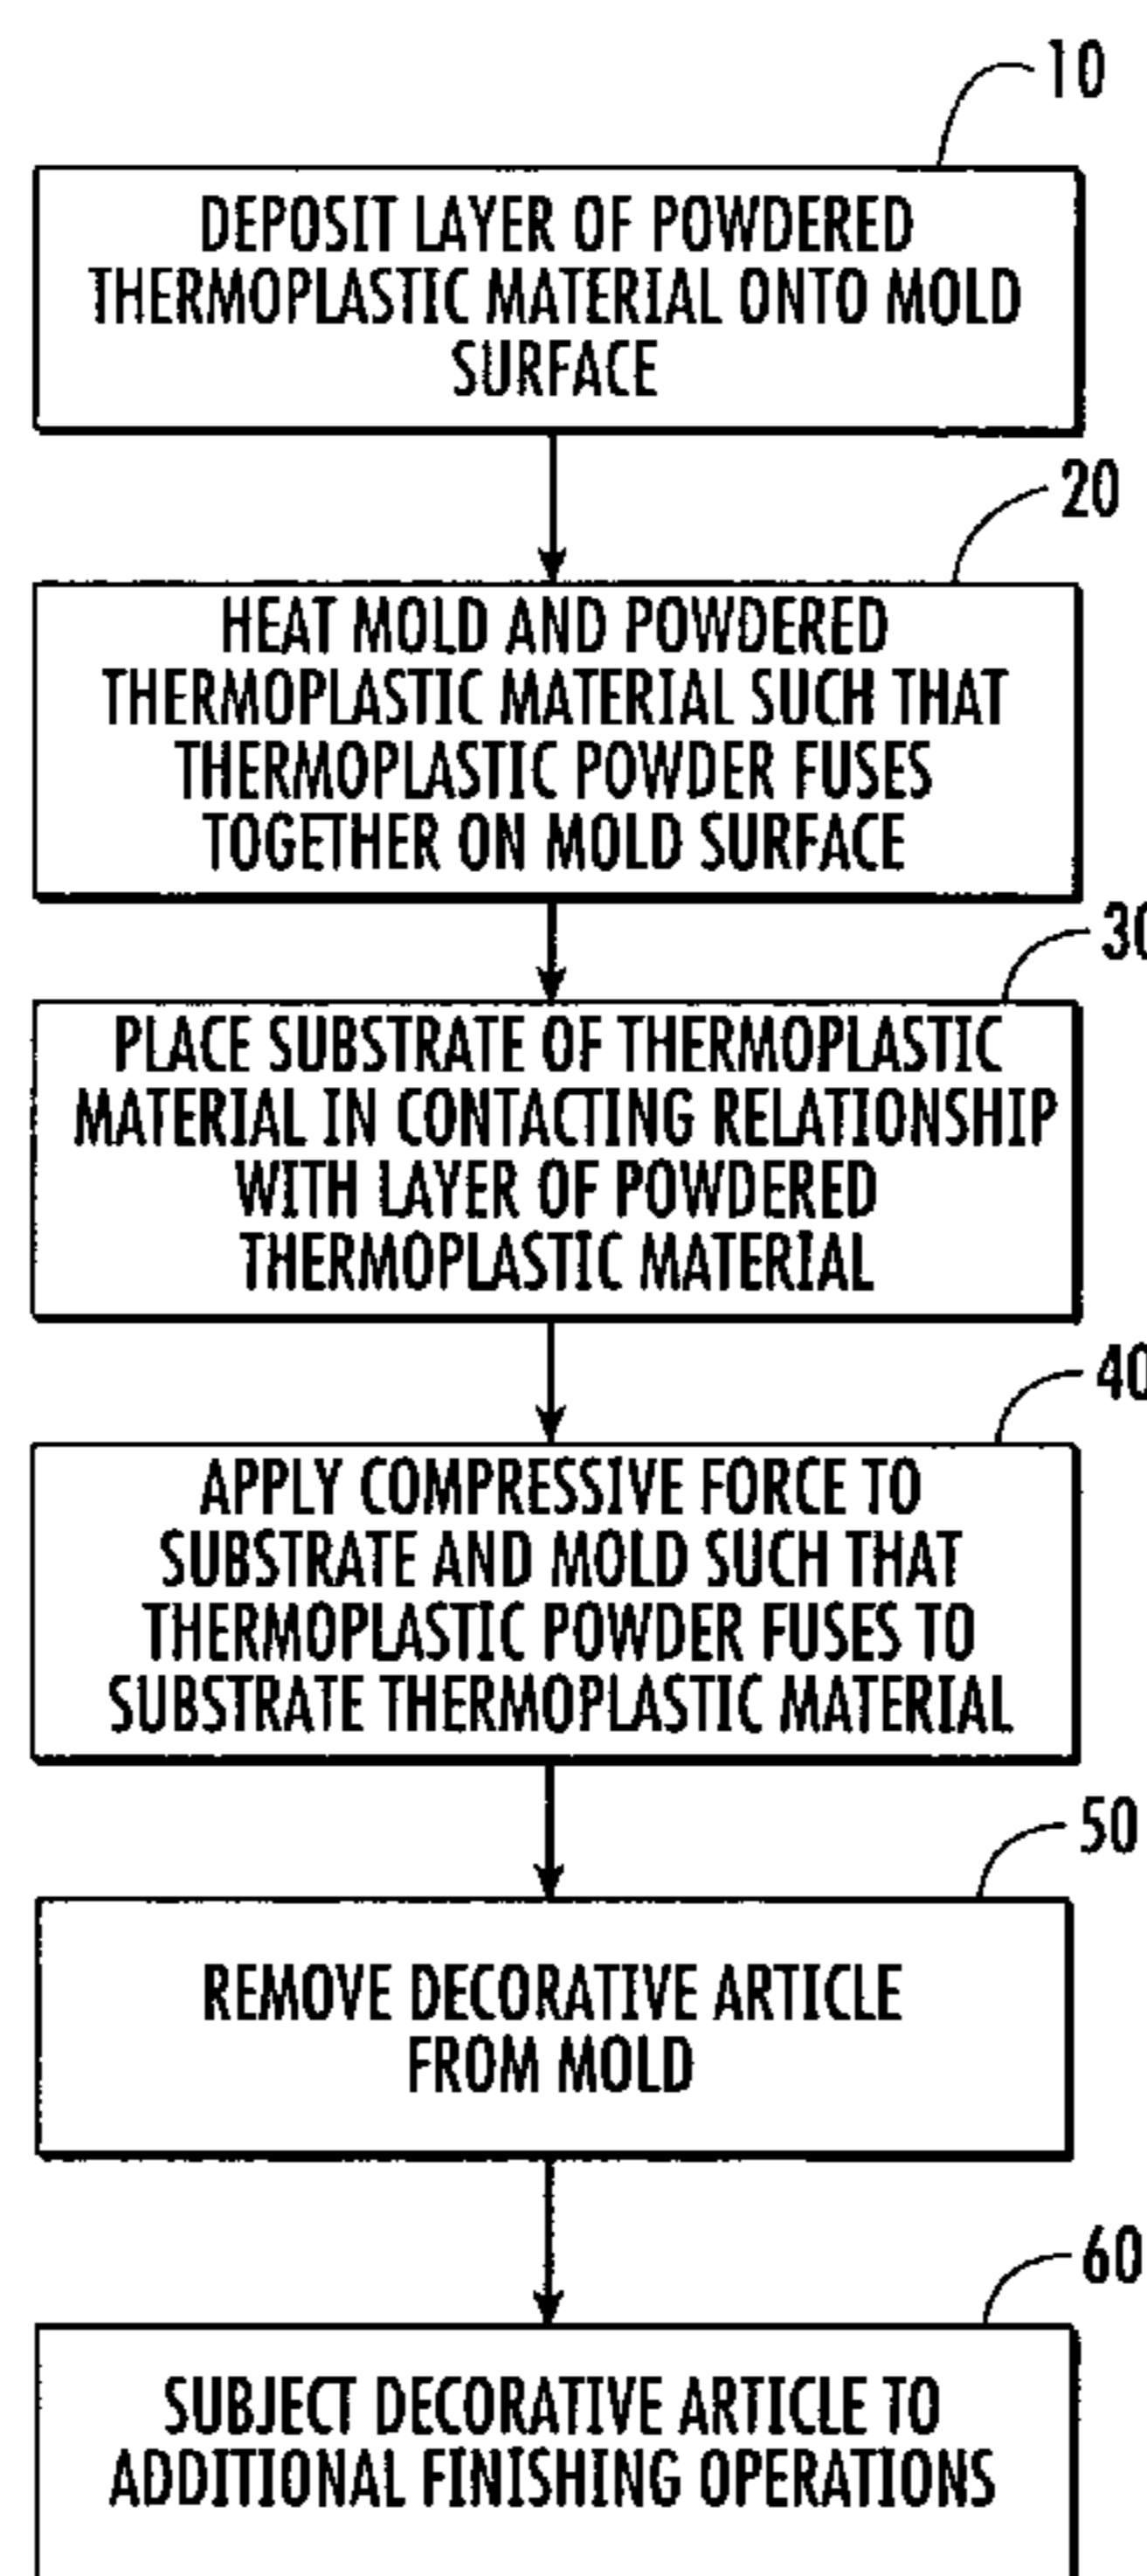 10
DEPOSIT LAYER OF POWDERED
THERMOPLASTIC MATERIAL ONTO MOLD
SURFACE
20
HEAT MOLD AND POWDERED
THERMOPLASTIC MATERIAL SUCH THAT
THERMOPLASTIC POWDER FUSES
TOGETHER ON MOLD SURFACE
30
PLACE SUBSTRATE OF THERMOPLASTIC
MATERIAL IN CONTACTING RELATIONSHIP
WITH LAYER OF POWDERED
THERMOPLASTIC MATERIAL
40
APPLY COMPRESSIVE FORCE TO
SUBSTRATE AND MOLD SUCH THAT
THERMOPLASTIC POWDER FUSES TO
SUBSTRATE THERMOPLASTIC MATERIAL
50
REMOVE DECORATIVE ARTICLE
FROM MOLD
60
SUBJECT DECORATIVE ARTICLE TO
ADDITIONAL FINISHING OPERATIONS